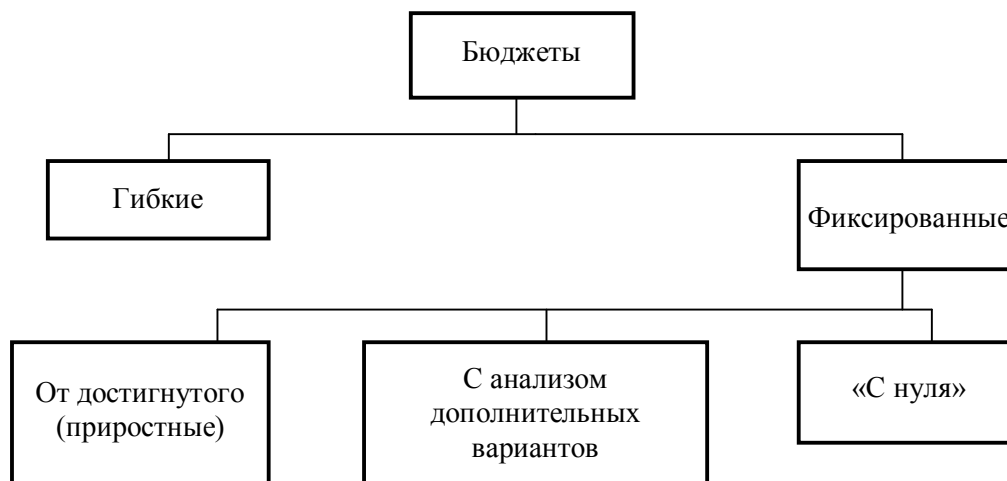 Бюджеты
Гибкие
Фиксированные
От достигнутого
(приростные)
С анализом
дополнительных
вариантов
«С нуля»